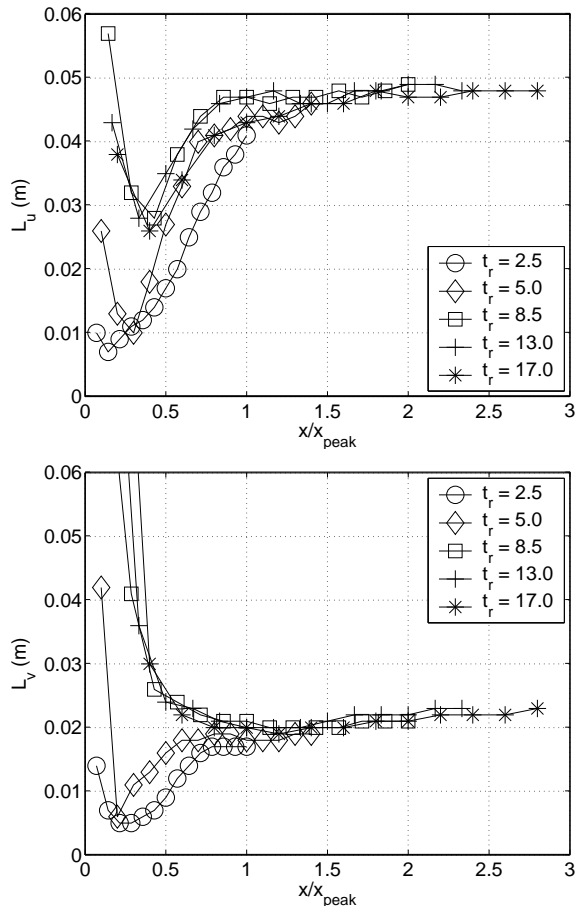 0.06
0.05
0.04
0.03
0.02
0.01
0
L_u (m)
0 0.5 1 1.5 2 2.5 3
x/x_peak
t_r = 2.5
t_r = 5.0
t_r = 8.5
t_r = 13.0
t_r = 17.0
0.06
0.05
0.04
0.03
0.02
0.01
0
L_v (m)
0 0.5 1 1.5 2 2.5 3
x/x_peak
t_r = 2.5
t_r = 5.0
t_r = 8.5
t_r = 13.0
t_r = 17.0